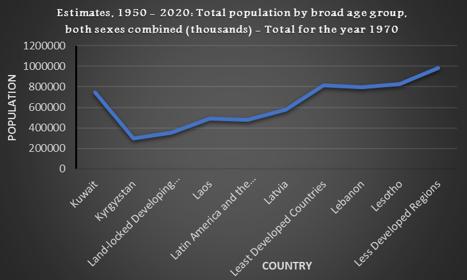 Estimates, 1950 – 2020: Total population by broad age group,
both sexes combined (thousands) – Total for the year 1970
1200000
1000000
800000
600000
400000
200000
0
POPULATION
Kuwait
Kyrgyzstan
Land-locked Developing...
Laos
Latin America and the...
Latvia
Least Developed Countries
Lebanon
Lesotho
Less Developed Regions
COUNTRY